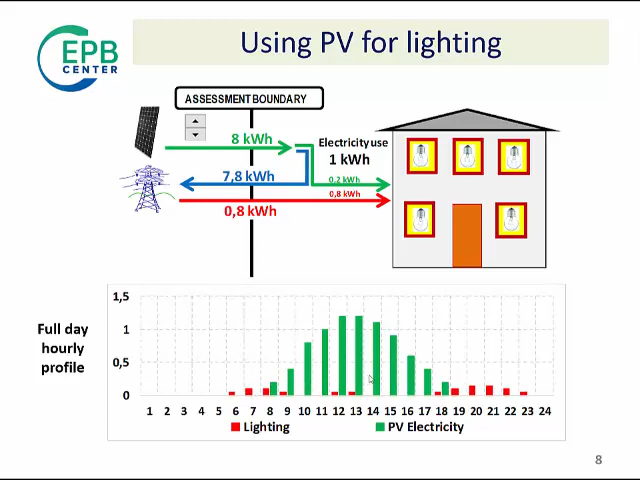 EPB
CENTER
Using PV for lighting
ASSESSMENT BOUNDARY
8 kWh
Electricity use
1 kWh
7,8 kWh
0,2 kWh
0,8 kWh
0,8 kWh
Full day
hourly
profile
1,5
1
0,5
0
1 2 3 4 5 6 7 8 9 10 11 12 13 14 15 16 17 18 19 20 21 22 23 24
Lighting PV Electricity
8